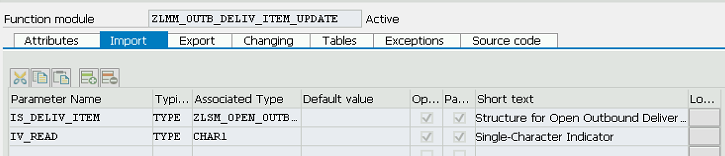 Function module ZLMM_OUTB_DELIV_ITEM_UPDATE Active
Attributes Import Export Changing Tables Exceptions Source code
Parameter Name Typi... Associated Type Default value Op... Pa... Short text Lo...
IS_DELIV_ITEM TYPE ZLSM_OPEN_OUTB... Structure for Open Outbound Deliver...
IV_READ TYPE CHAR1 Single-Character Indicator